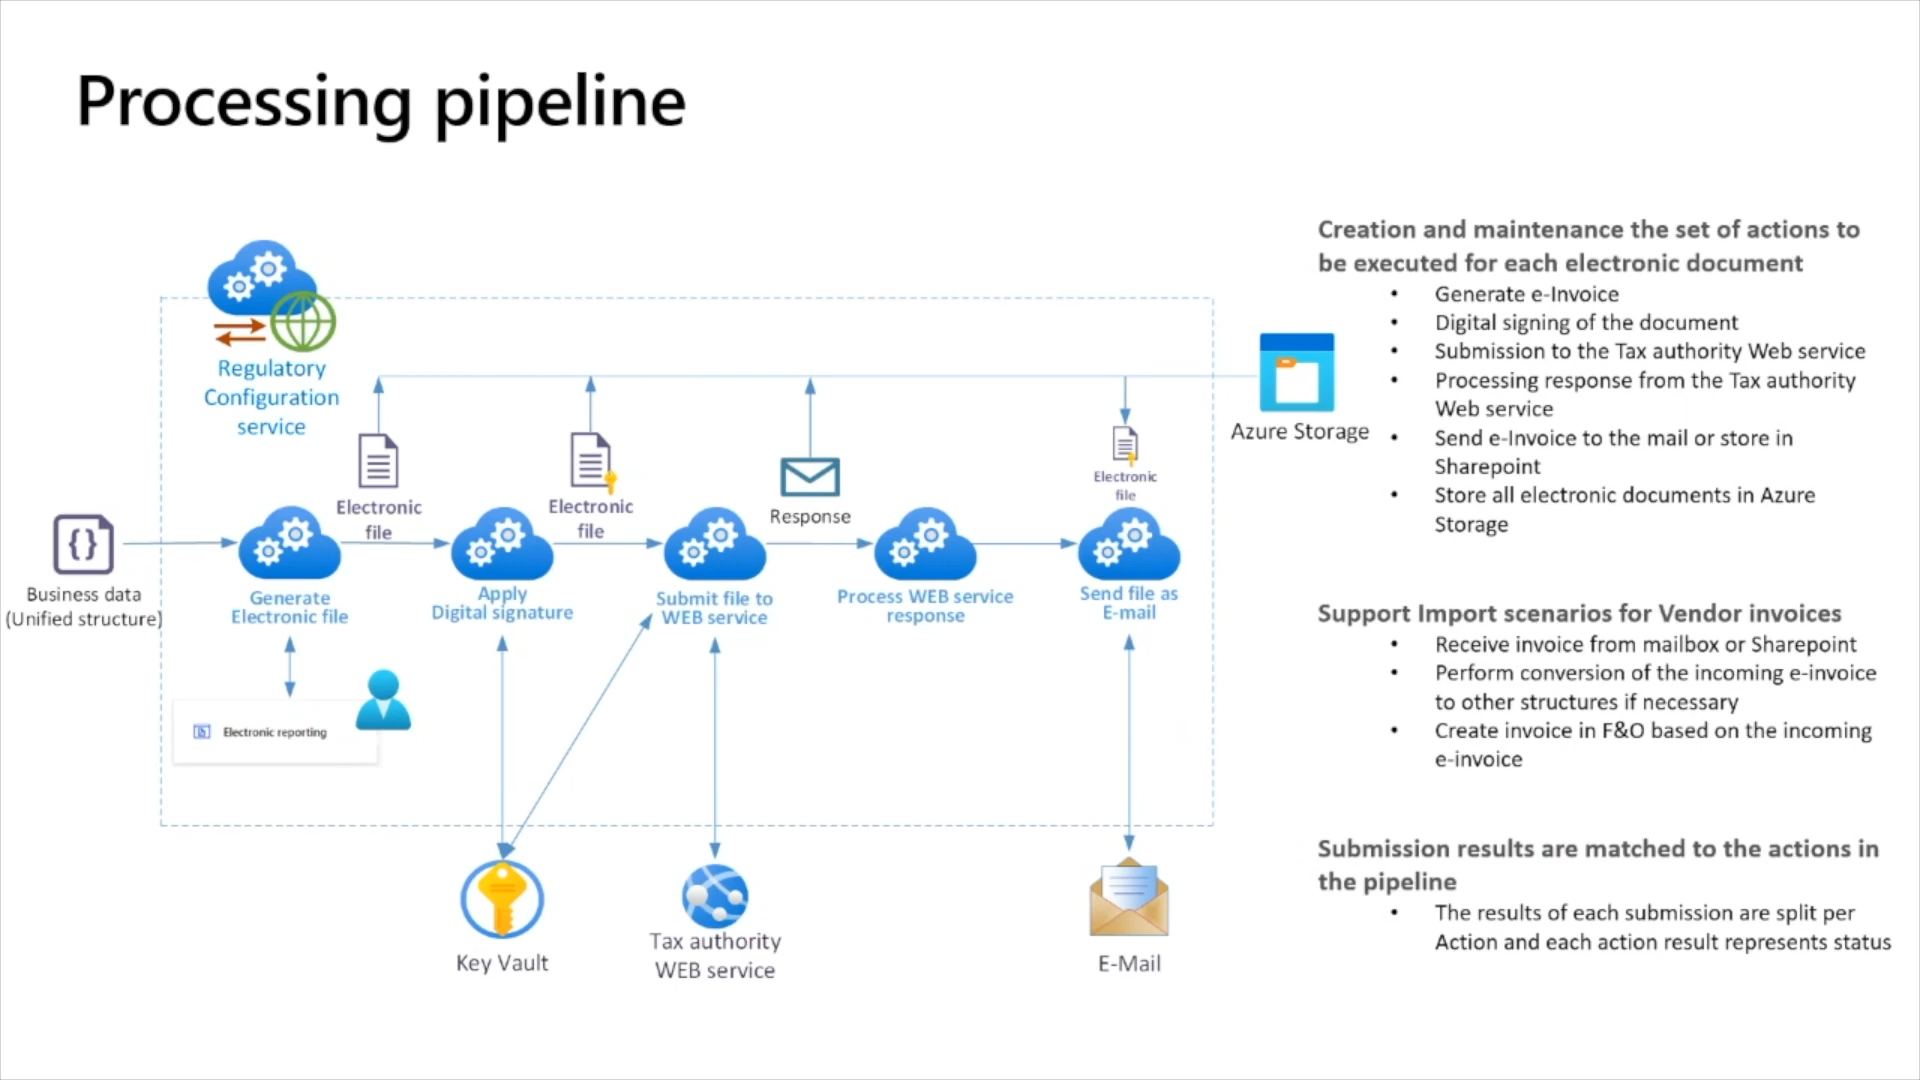 Processing pipeline
Regulatory
Configuration
service
Azure Storage
Electronic
file
Electronic
file
Response
Electronic
file
Business data
(Unified structure)
Generate
Electronic file
Apply
Digital signature
Submit file to
WEB service
Process WEB service
response
Send file as
E-mail
Electronic reporting
Key Vault
Tax authority
WEB service
E-Mail
Creation and maintenance the set of actions to
be executed for each electronic document
• Generate e-Invoice
• Digital signing of the document
• Submission to the Tax authority Web service
• Processing response from the Tax authority
Web service
• Send e-Invoice to the mail or store in
Sharepoint
• Store all electronic documents in Azure
Storage
Support Import scenarios for Vendor invoices
• Receive invoice from mailbox or Sharepoint
• Perform conversion of the incoming e-invoice
to other structures if necessary
• Create invoice in F&O based on the incoming
e-invoice
Submission results are matched to the actions in
the pipeline
• The results of each submission are split per
Action and each action result represents status